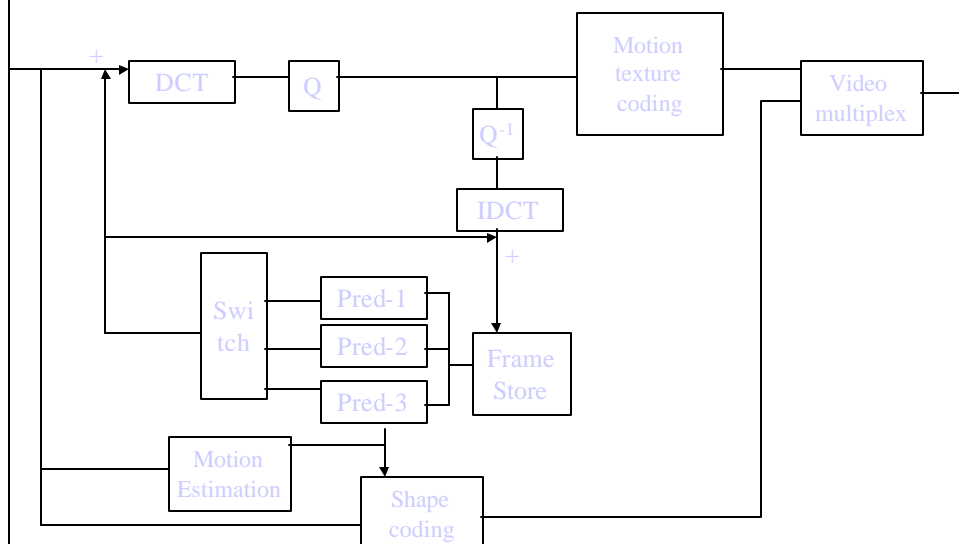 +
DCT
Q
Motion
texture
coding
Video
multiplex
Q-1
IDCT
+
Swi
tch
Pred-1
Pred-2
Pred-3
Frame
Store
Motion
Estimation
Shape
coding